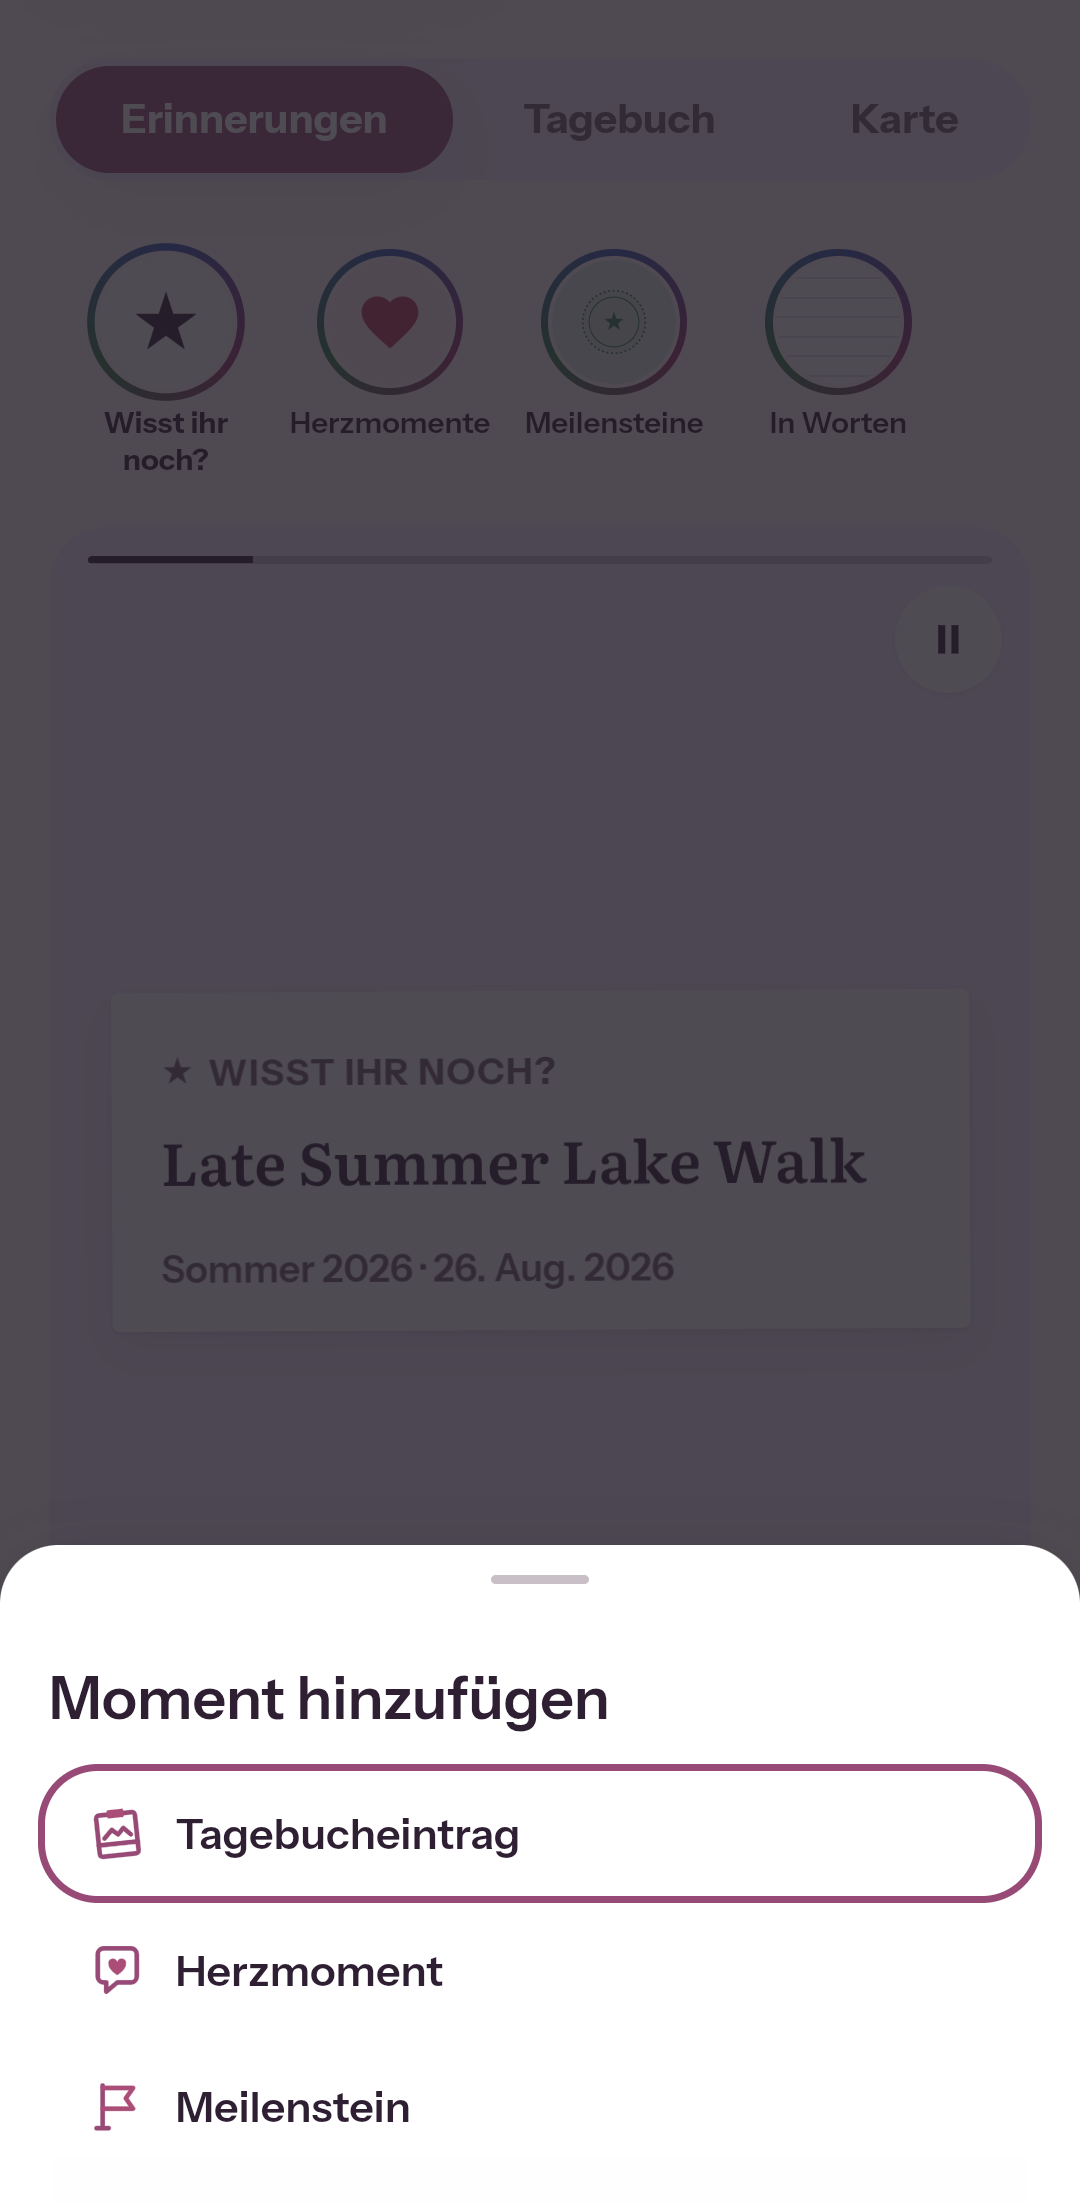 Erinnerungen Tagebuch Karte
Wisst ihr noch?
Herzmomente
Meilensteine
In Worten
WISST IHR NOCH?
Late Summer Lake Walk
Sommer 2026 · 26. Aug. 2026
Moment hinzufügen
Tagebucheintrag
Herzmoment
Meilenstein